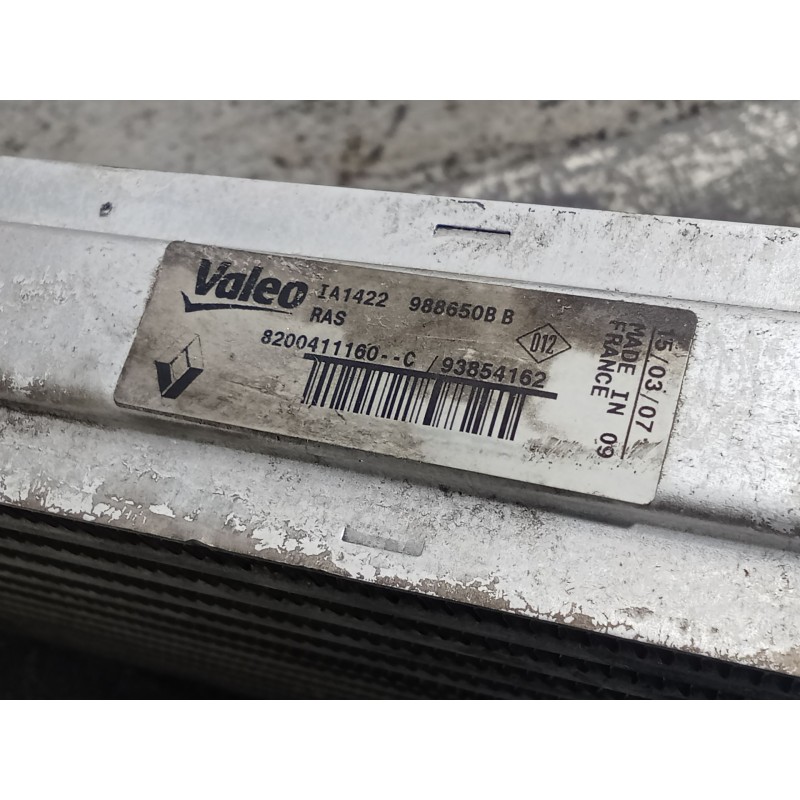 Valeo IA1422 988650B B
RAS
8200411160--C / 93854162
012
15/03/07
MADE IN 09
FRANCE